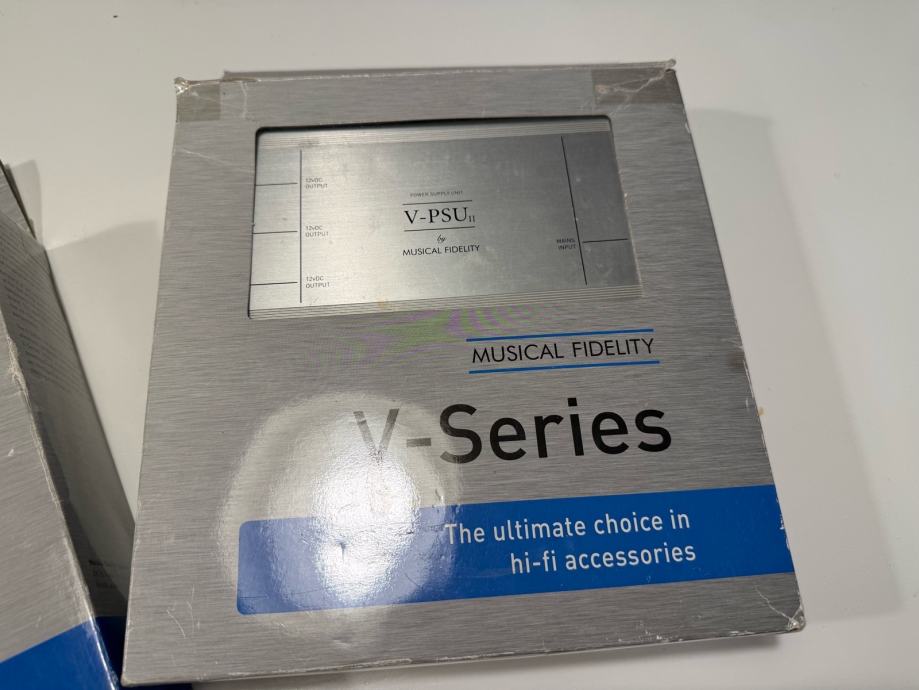 12vDC
OUTPUT
12vDC
OUTPUT
12vDC
OUTPUT
POWER SUPPLY UNIT
V-PSU II
by
MUSICAL FIDELITY
MAINS
INPUT
MUSICAL FIDELITY
V-Series
The ultimate choice in
hi-fi accessories